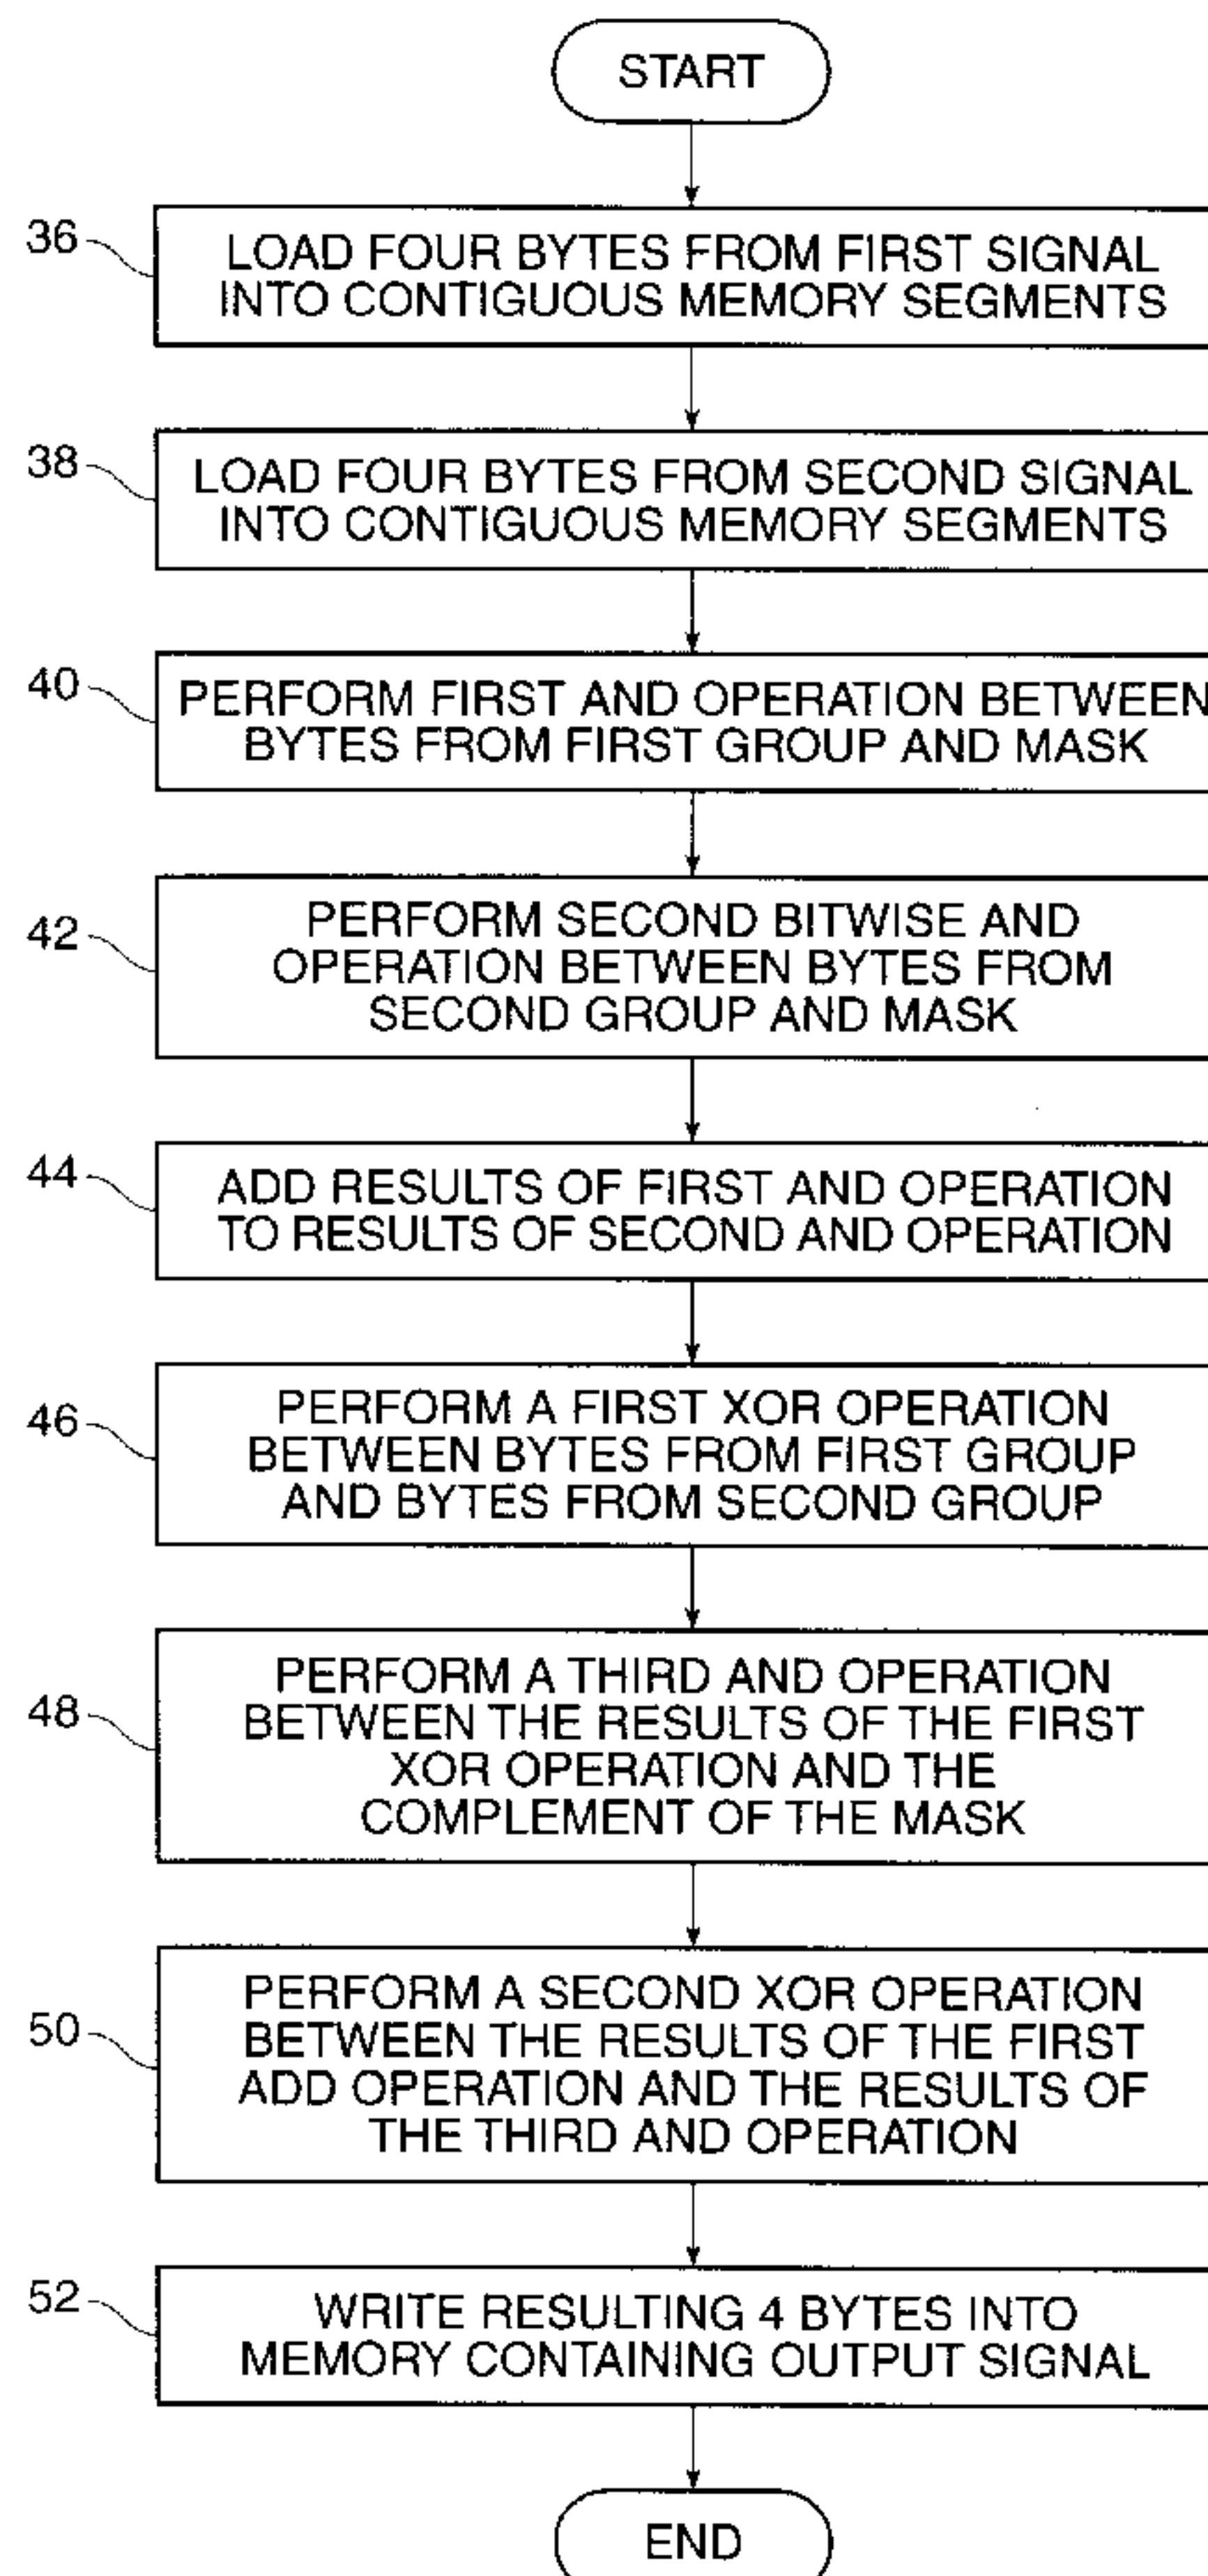 START
36
LOAD FOUR BYTES FROM FIRST SIGNAL
INTO CONTIGUOUS MEMORY SEGMENTS
38
LOAD FOUR BYTES FROM SECOND SIGNAL
INTO CONTIGUOUS MEMORY SEGMENTS
40
PERFORM FIRST AND OPERATION BETWEEN
BYTES FROM FIRST GROUP AND MASK
42
PERFORM SECOND BITWISE AND
OPERATION BETWEEN BYTES FROM
SECOND GROUP AND MASK
44
ADD RESULTS OF FIRST AND OPERATION
TO RESULTS OF SECOND AND OPERATION
46
PERFORM A FIRST XOR OPERATION
BETWEEN BYTES FROM FIRST GROUP
AND BYTES FROM SECOND GROUP
48
PERFORM A THIRD AND OPERATION
BETWEEN THE RESULTS OF THE FIRST
XOR OPERATION AND THE
COMPLEMENT OF THE MASK
50
PERFORM A SECOND XOR OPERATION
BETWEEN THE RESULTS OF THE FIRST
ADD OPERATION AND THE RESULTS OF
THE THIRD AND OPERATION
52
WRITE RESULTING 4 BYTES INTO
MEMORY CONTAINING OUTPUT SIGNAL
END